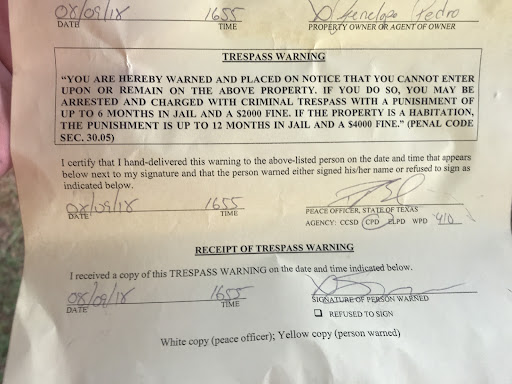 08/09/18 1655 Penelope Pedro
DATE TIME PROPERTY OWNER OR AGENT OF OWNER
TRESPASS WARNING
“YOU ARE HEREBY WARNED AND PLACED ON NOTICE THAT YOU CANNOT ENTER
UPON OR REMAIN ON THE ABOVE PROPERTY. IF YOU DO SO, YOU MAY BE
ARRESTED AND CHARGED WITH CRIMINAL TRESPASS WITH A PUNISHMENT OF
UP TO 6 MONTHS IN JAIL AND A $2000 FINE. IF THE PROPERTY IS A HABITATION,
THE PUNISHMENT IS UP TO 12 MONTHS IN JAIL AND A $4000 FINE.” (PENAL CODE
SEC. 30.05)
I certify that I hand-delivered this warning to the above-listed person on the date and time that appears
below next to my signature and that the person warned either signed his/her name or refused to sign as
indicated below.
08/09/18 1655
DATE TIME PEACE OFFICER, STATE OF TEXAS
AGENCY: CCSD CPD ELPD WPD 410
RECEIPT OF TRESPASS WARNING
I received a copy of this TRESPASS WARNING on the date and time indicated below.
08/09/18 1655
DATE TIME SIGNATURE OF PERSON WARNED
REFUSED TO SIGN
White copy (peace officer); Yellow copy (person warned)